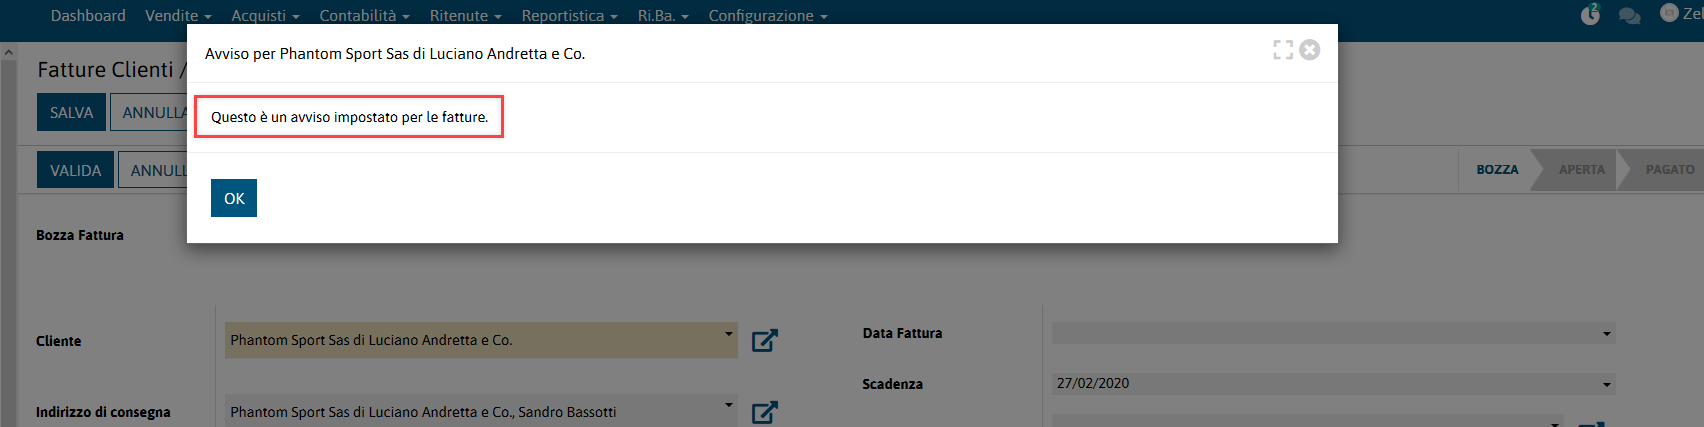 Dashboard Vendite Acquisti Contabilità Ritenute Reportistica Ri.Ba. Configurazione 2
Avviso per Phantom Sport Sas di Luciano Andretta e Co.
Fatture Clienti /
SALVA
Questo è un avviso impostato per le fatture.
VALIDA
BOZZA APERTA PAGATO
OK
Bozza Fattura
Cliente Phantom Sport Sas di Luciano Andretta e Co. Data Fattura
Scadenza 27/02/2020
Indirizzo di consegna Phantom Sport Sas di Luciano Andretta e Co., Sandro Bassotti